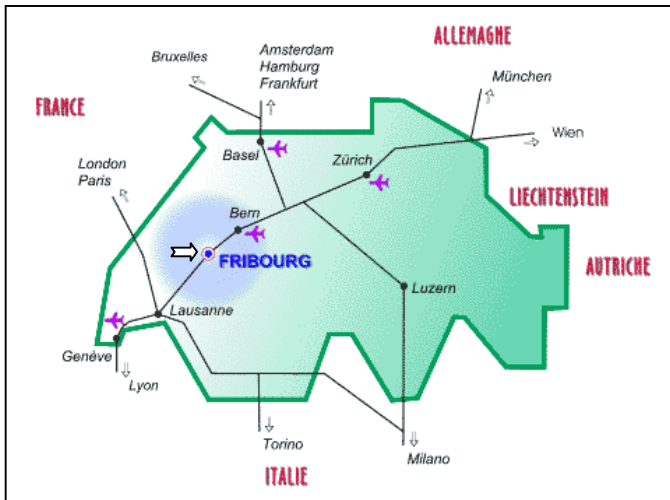 ALLEMAGNE
Amsterdam
Hamburg
Frankfurt
Bruxelles
München
FRANCE
Wien
Basel
Zürich
London
Paris
LIECHTENSTEIN
Bern
FRIBOURG
AUTRICHE
Luzern
Lausanne
Genève
Lyon
Torino
Milano
ITALIE